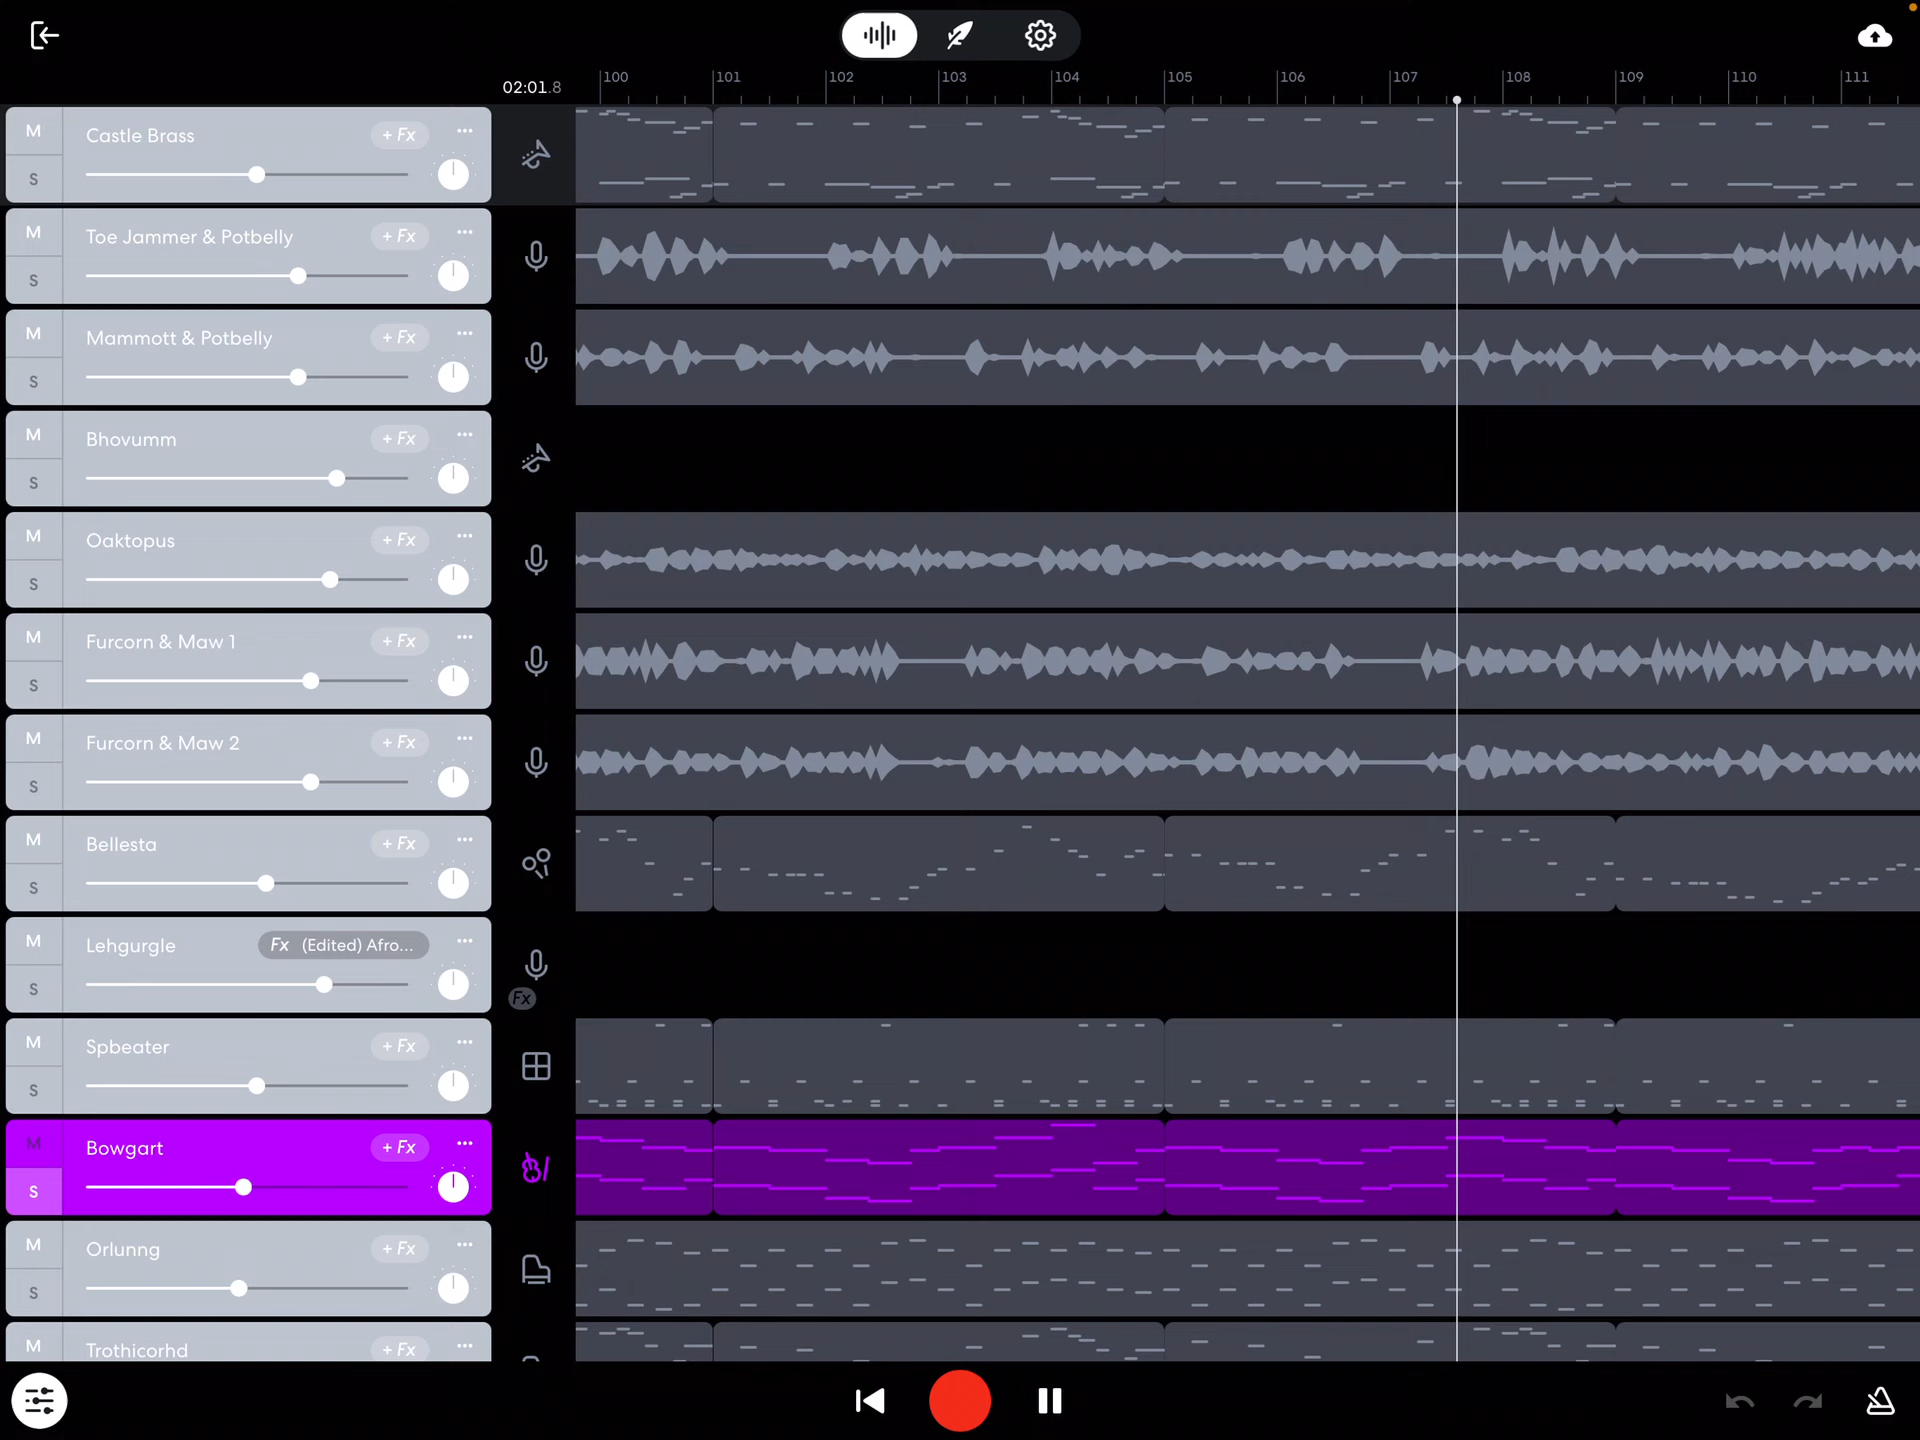 02:01.8
100 101 102 103 104 105 106 107 108 109 110 111
M Castle Brass + Fx
S
M Toe Jammer & Potbelly + Fx
S
M Mammott & Potbelly + Fx
S
M Bhovumm + Fx
S
M Oaktopus + Fx
S
M Furcorn & Maw 1 + Fx
S
M Furcorn & Maw 2 + Fx
S
M Bellesta + Fx
S
M Lehgurgle Fx (Edited) Afro...
S Fx
M Spbeater + Fx
S
M Bowgart + Fx
S
M Orlunng + Fx
S
M Trothicorhd + Fx